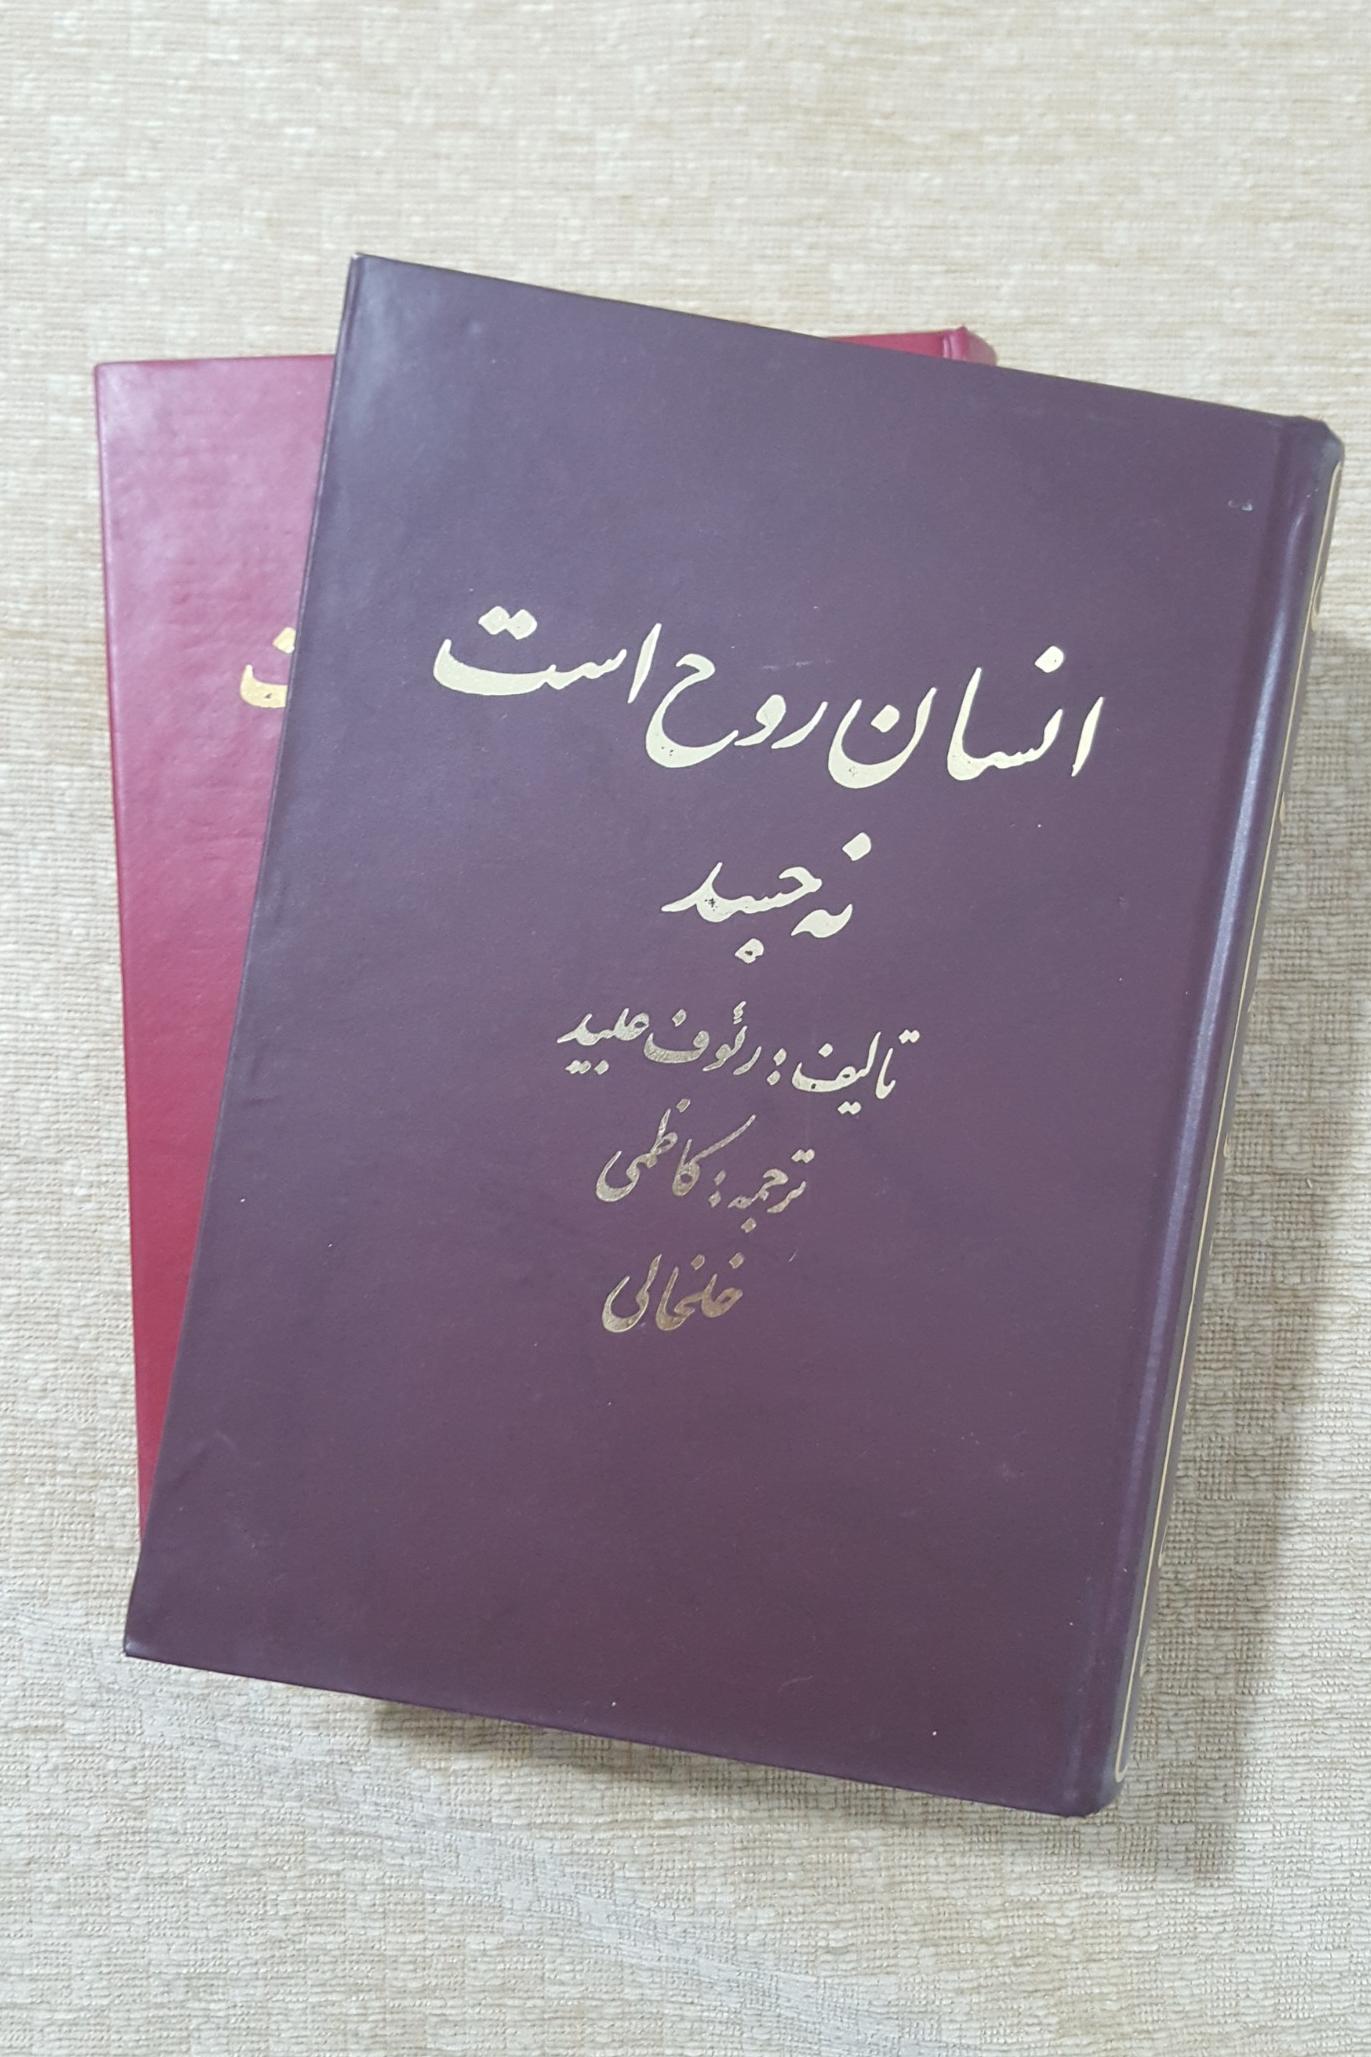 انسان روح است
نه جسد
تالیف : رئوف عبید
ترجمه : کاظمی
خلخالی